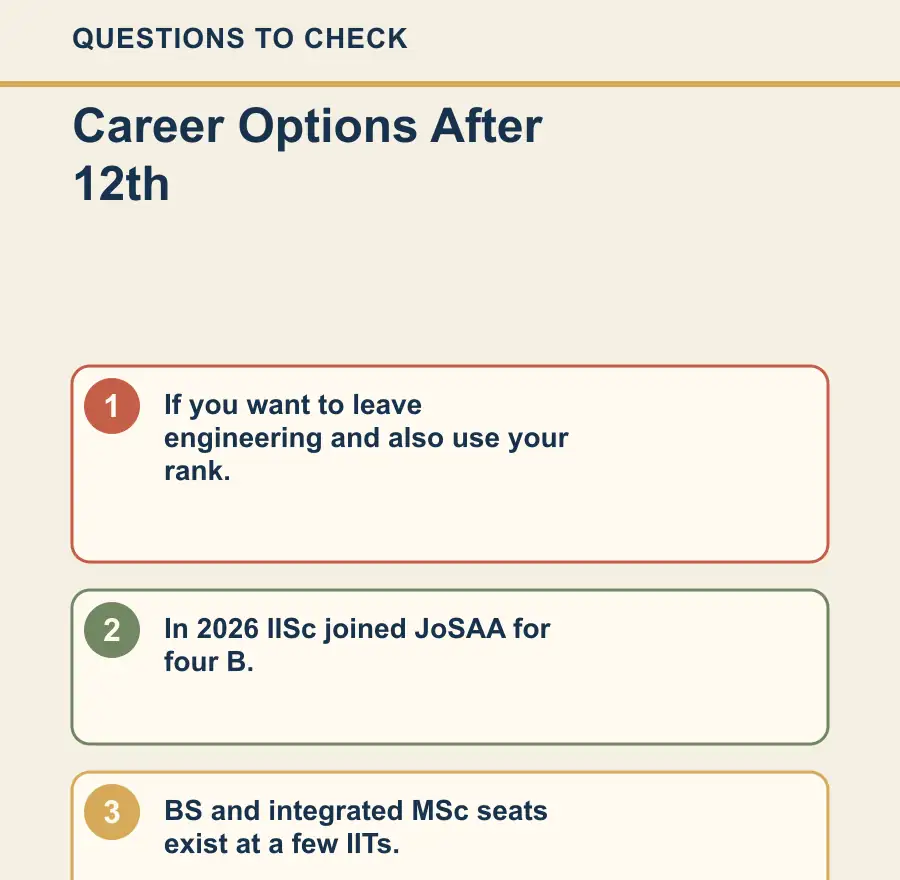 QUESTIONS TO CHECK
Career Options After
12th
1
If you want to leave
engineering and also use your
rank.
2
In 2026 IISc joined JoSAA for
four B.
3
BS and integrated MSc seats
exist at a few IITs.